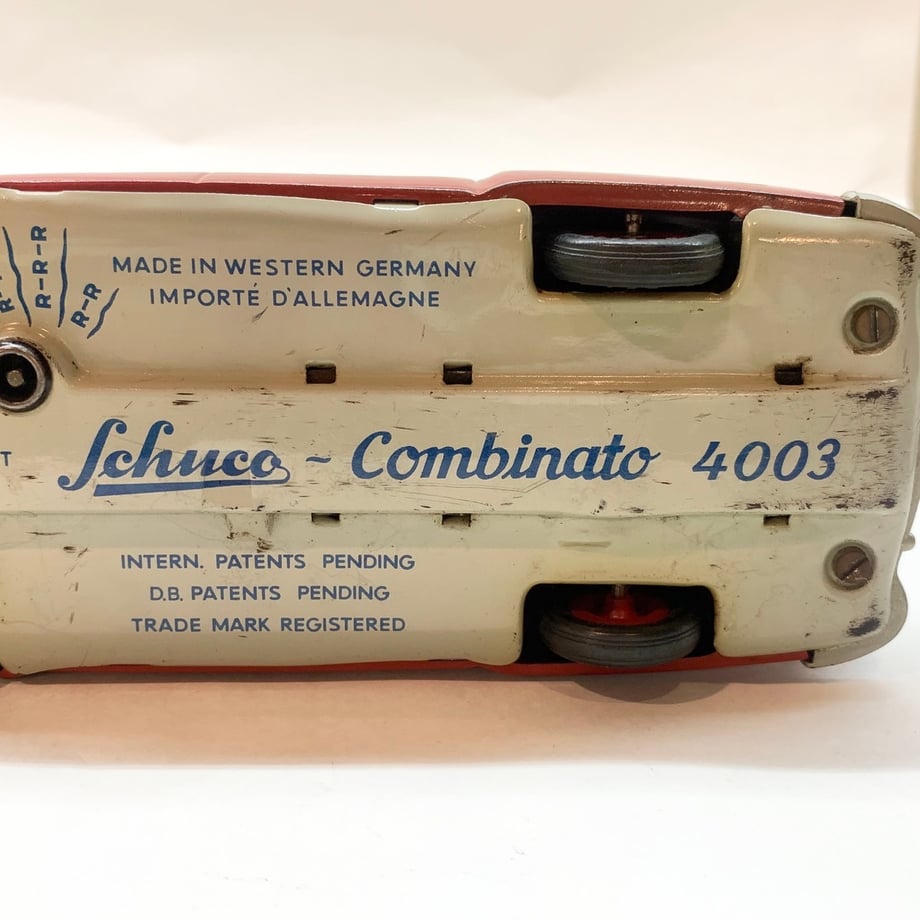 R-R
R-R-R
R-R
MADE IN WESTERN GERMANY
IMPORTÉ D'ALLEMAGNE
T
Schuco - Combinato 4003
INTERN. PATENTS PENDING
D.B. PATENTS PENDING
TRADE MARK REGISTERED